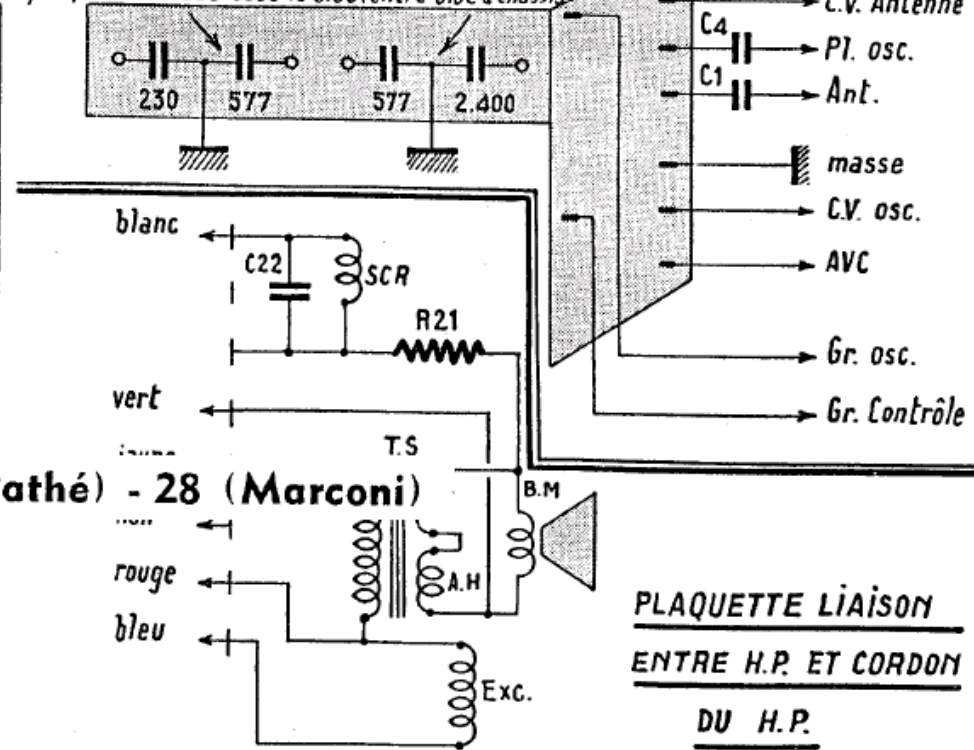 C.V. Antenne
C4
Pl. osc.
230
577
577
2.400
C1
Ant.
masse
C.V. osc.
AVC
Gr. osc.
Gr. Contrôle
blanc
C22
SCR
R21
vert
T.S
athé) - 28 (Marconi)
B.M
rouge
A.H
bleu
Exc.
PLAQUETTE LiAiSON
ENTRE H.P. ET CORDON
DU H.P.